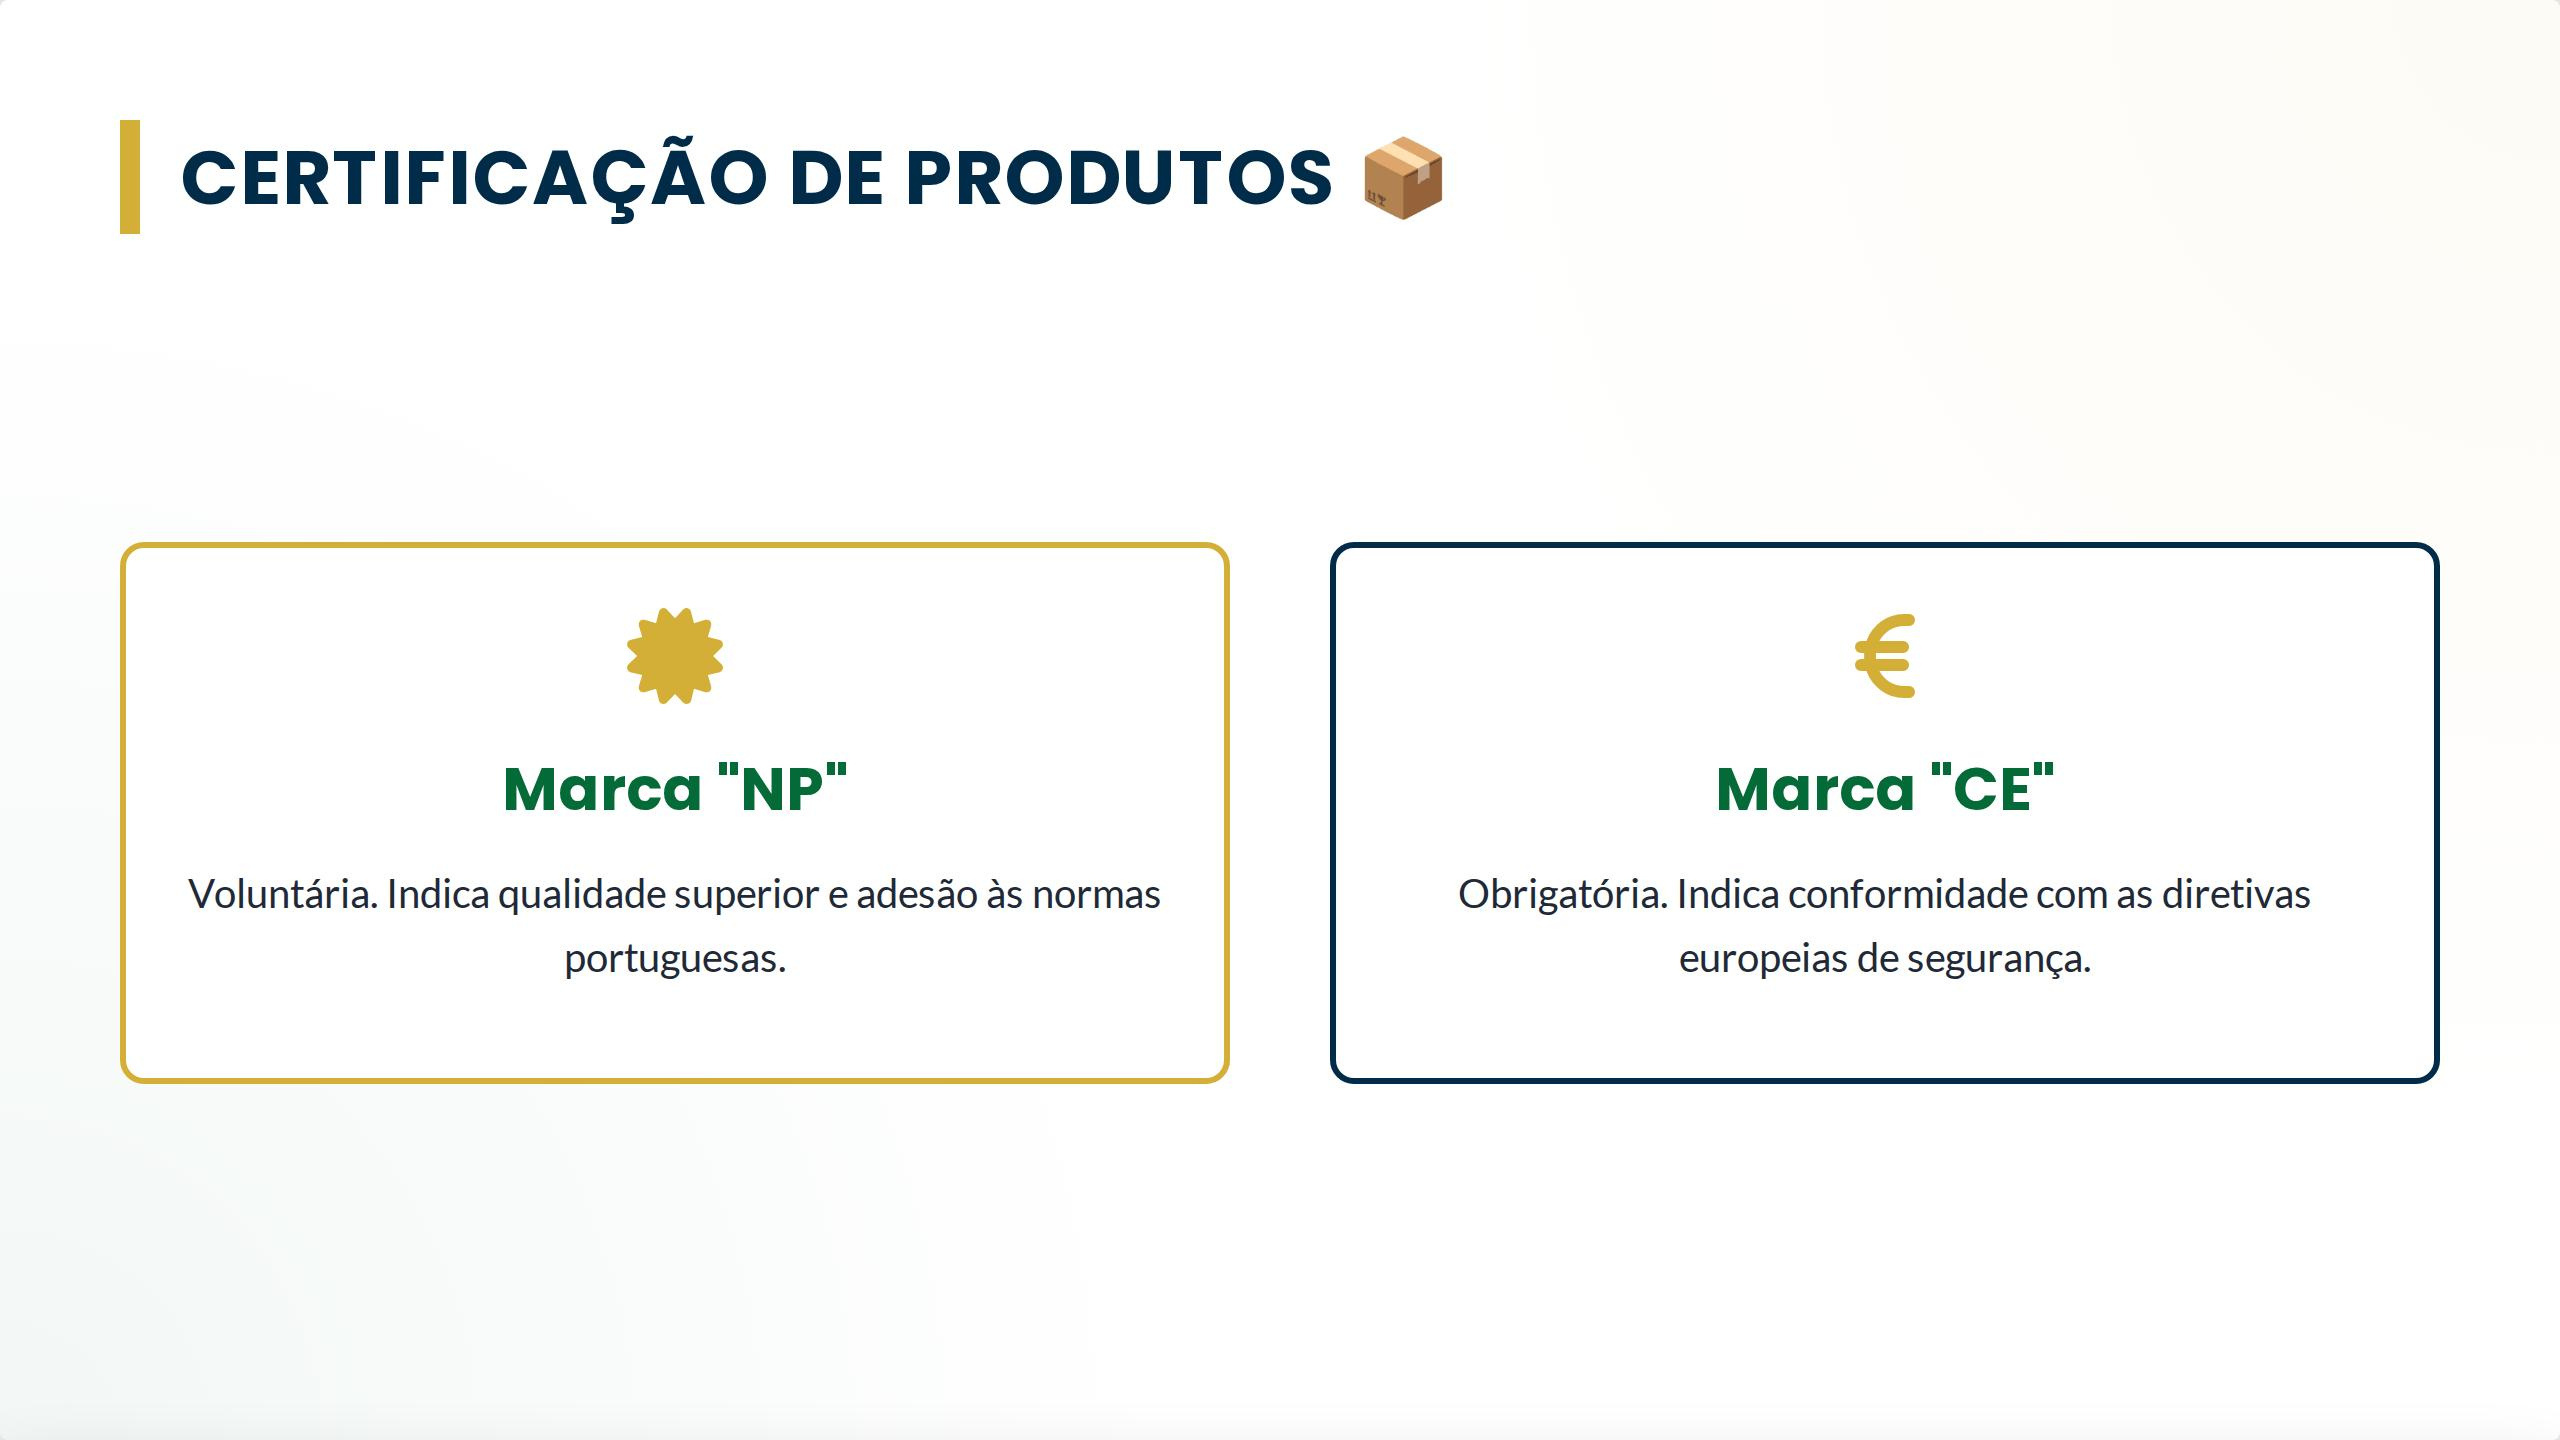 CERTIFICAÇÃO DE PRODUTOS 📦
Marca "NP"
Voluntária. Indica qualidade superior e adesão às normas
portuguesas.
Marca "CE"
Obrigatória. Indica conformidade com as diretivas
europeias de segurança.